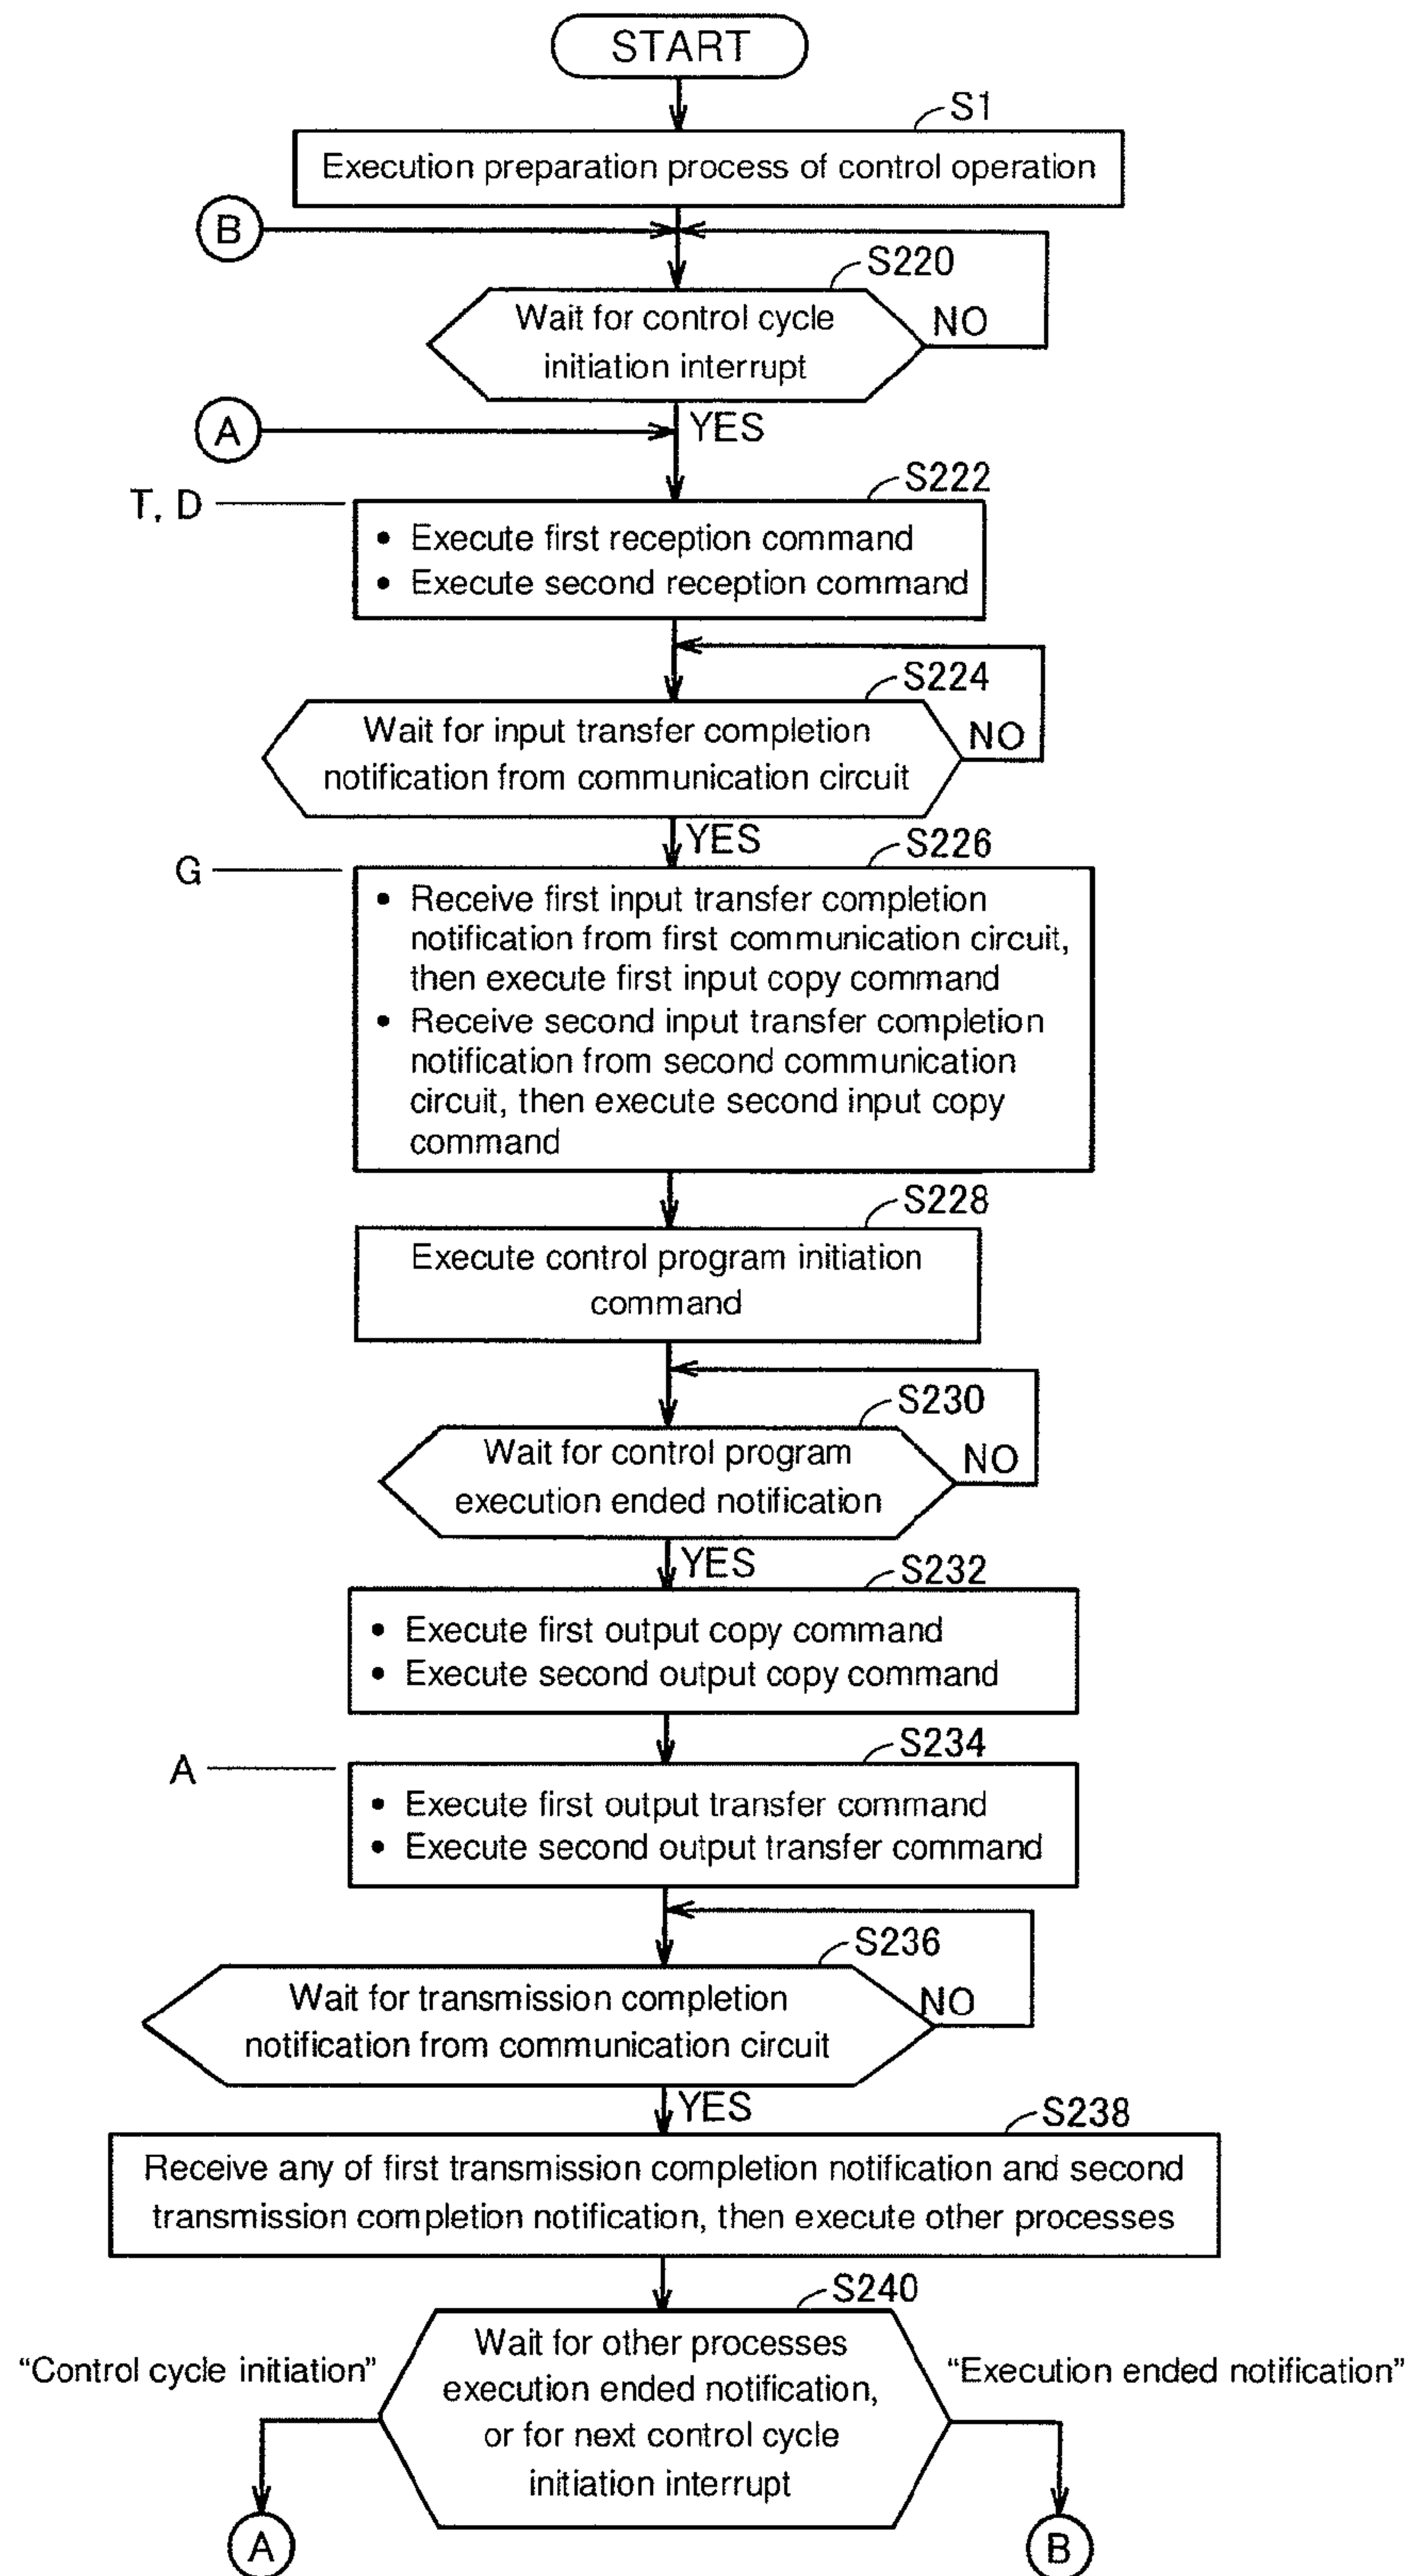 START
S1
Execution preparation process of control operation
B
S220
Wait for control cycle
initiation interrupt
NO
A
YES
S222
T, D
• Execute first reception command
• Execute second reception command
S224
Wait for input transfer completion
notification from communication circuit
NO
YES
S226
G
• Receive first input transfer completion
notification from first communication circuit,
then execute first input copy command
• Receive second input transfer completion
notification from second communication
circuit, then execute second input copy
command
S228
Execute control program initiation
command
S230
Wait for control program
execution ended notification
NO
YES
S232
• Execute first output copy command
• Execute second output copy command
S234
A
• Execute first output transfer command
• Execute second output transfer command
S236
Wait for transmission completion
notification from communication circuit
NO
YES
S238
Receive any of first transmission completion notification and second
transmission completion notification, then execute other processes
S240
Wait for other processes
execution ended notification,
or for next control cycle
initiation interrupt
“Control cycle initiation”
“Execution ended notification”
A
B